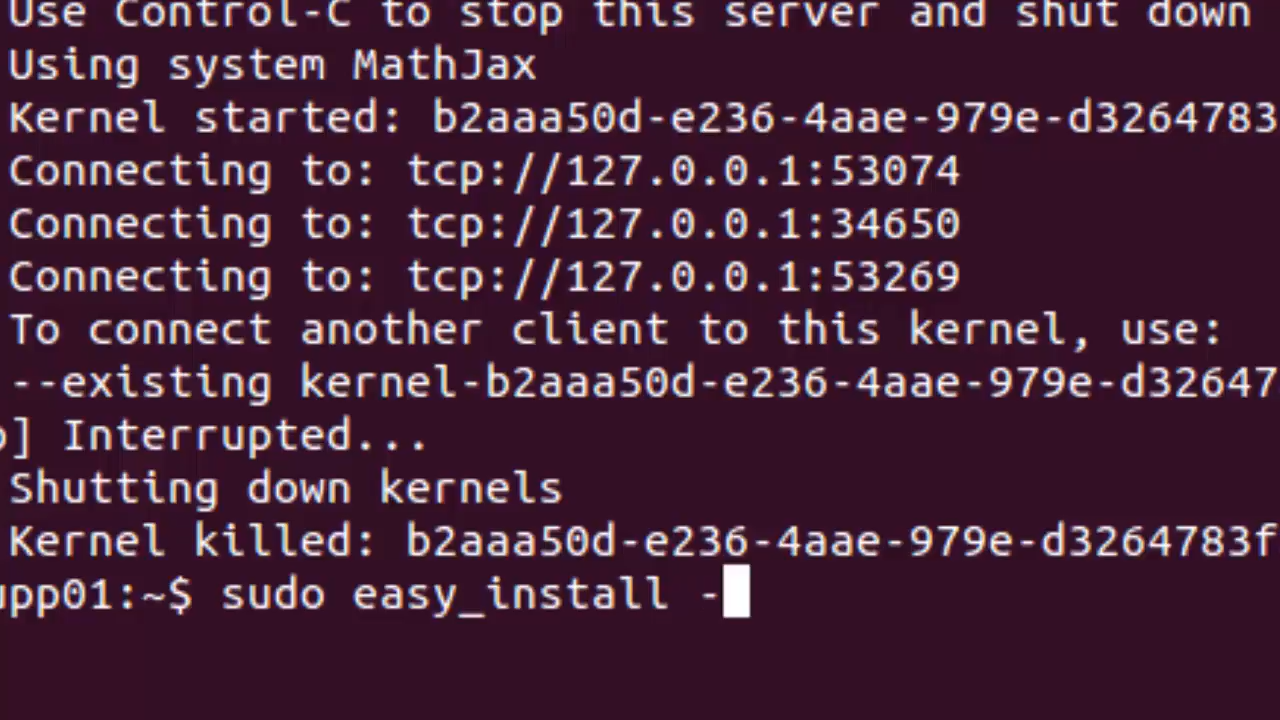 Use Control-C to stop this server and shut down
Using system MathJax
Kernel started: b2aaa50d-e236-4aae-979e-d3264783
Connecting to: tcp://127.0.0.1:53074
Connecting to: tcp://127.0.0.1:34650
Connecting to: tcp://127.0.0.1:53269
To connect another client to this kernel, use:
--existing kernel-b2aaa50d-e236-4aae-979e-d32647
] Interrupted...
Shutting down kernels
Kernel killed: b2aaa50d-e236-4aae-979e-d3264783f
upp01:~$ sudo easy_install -